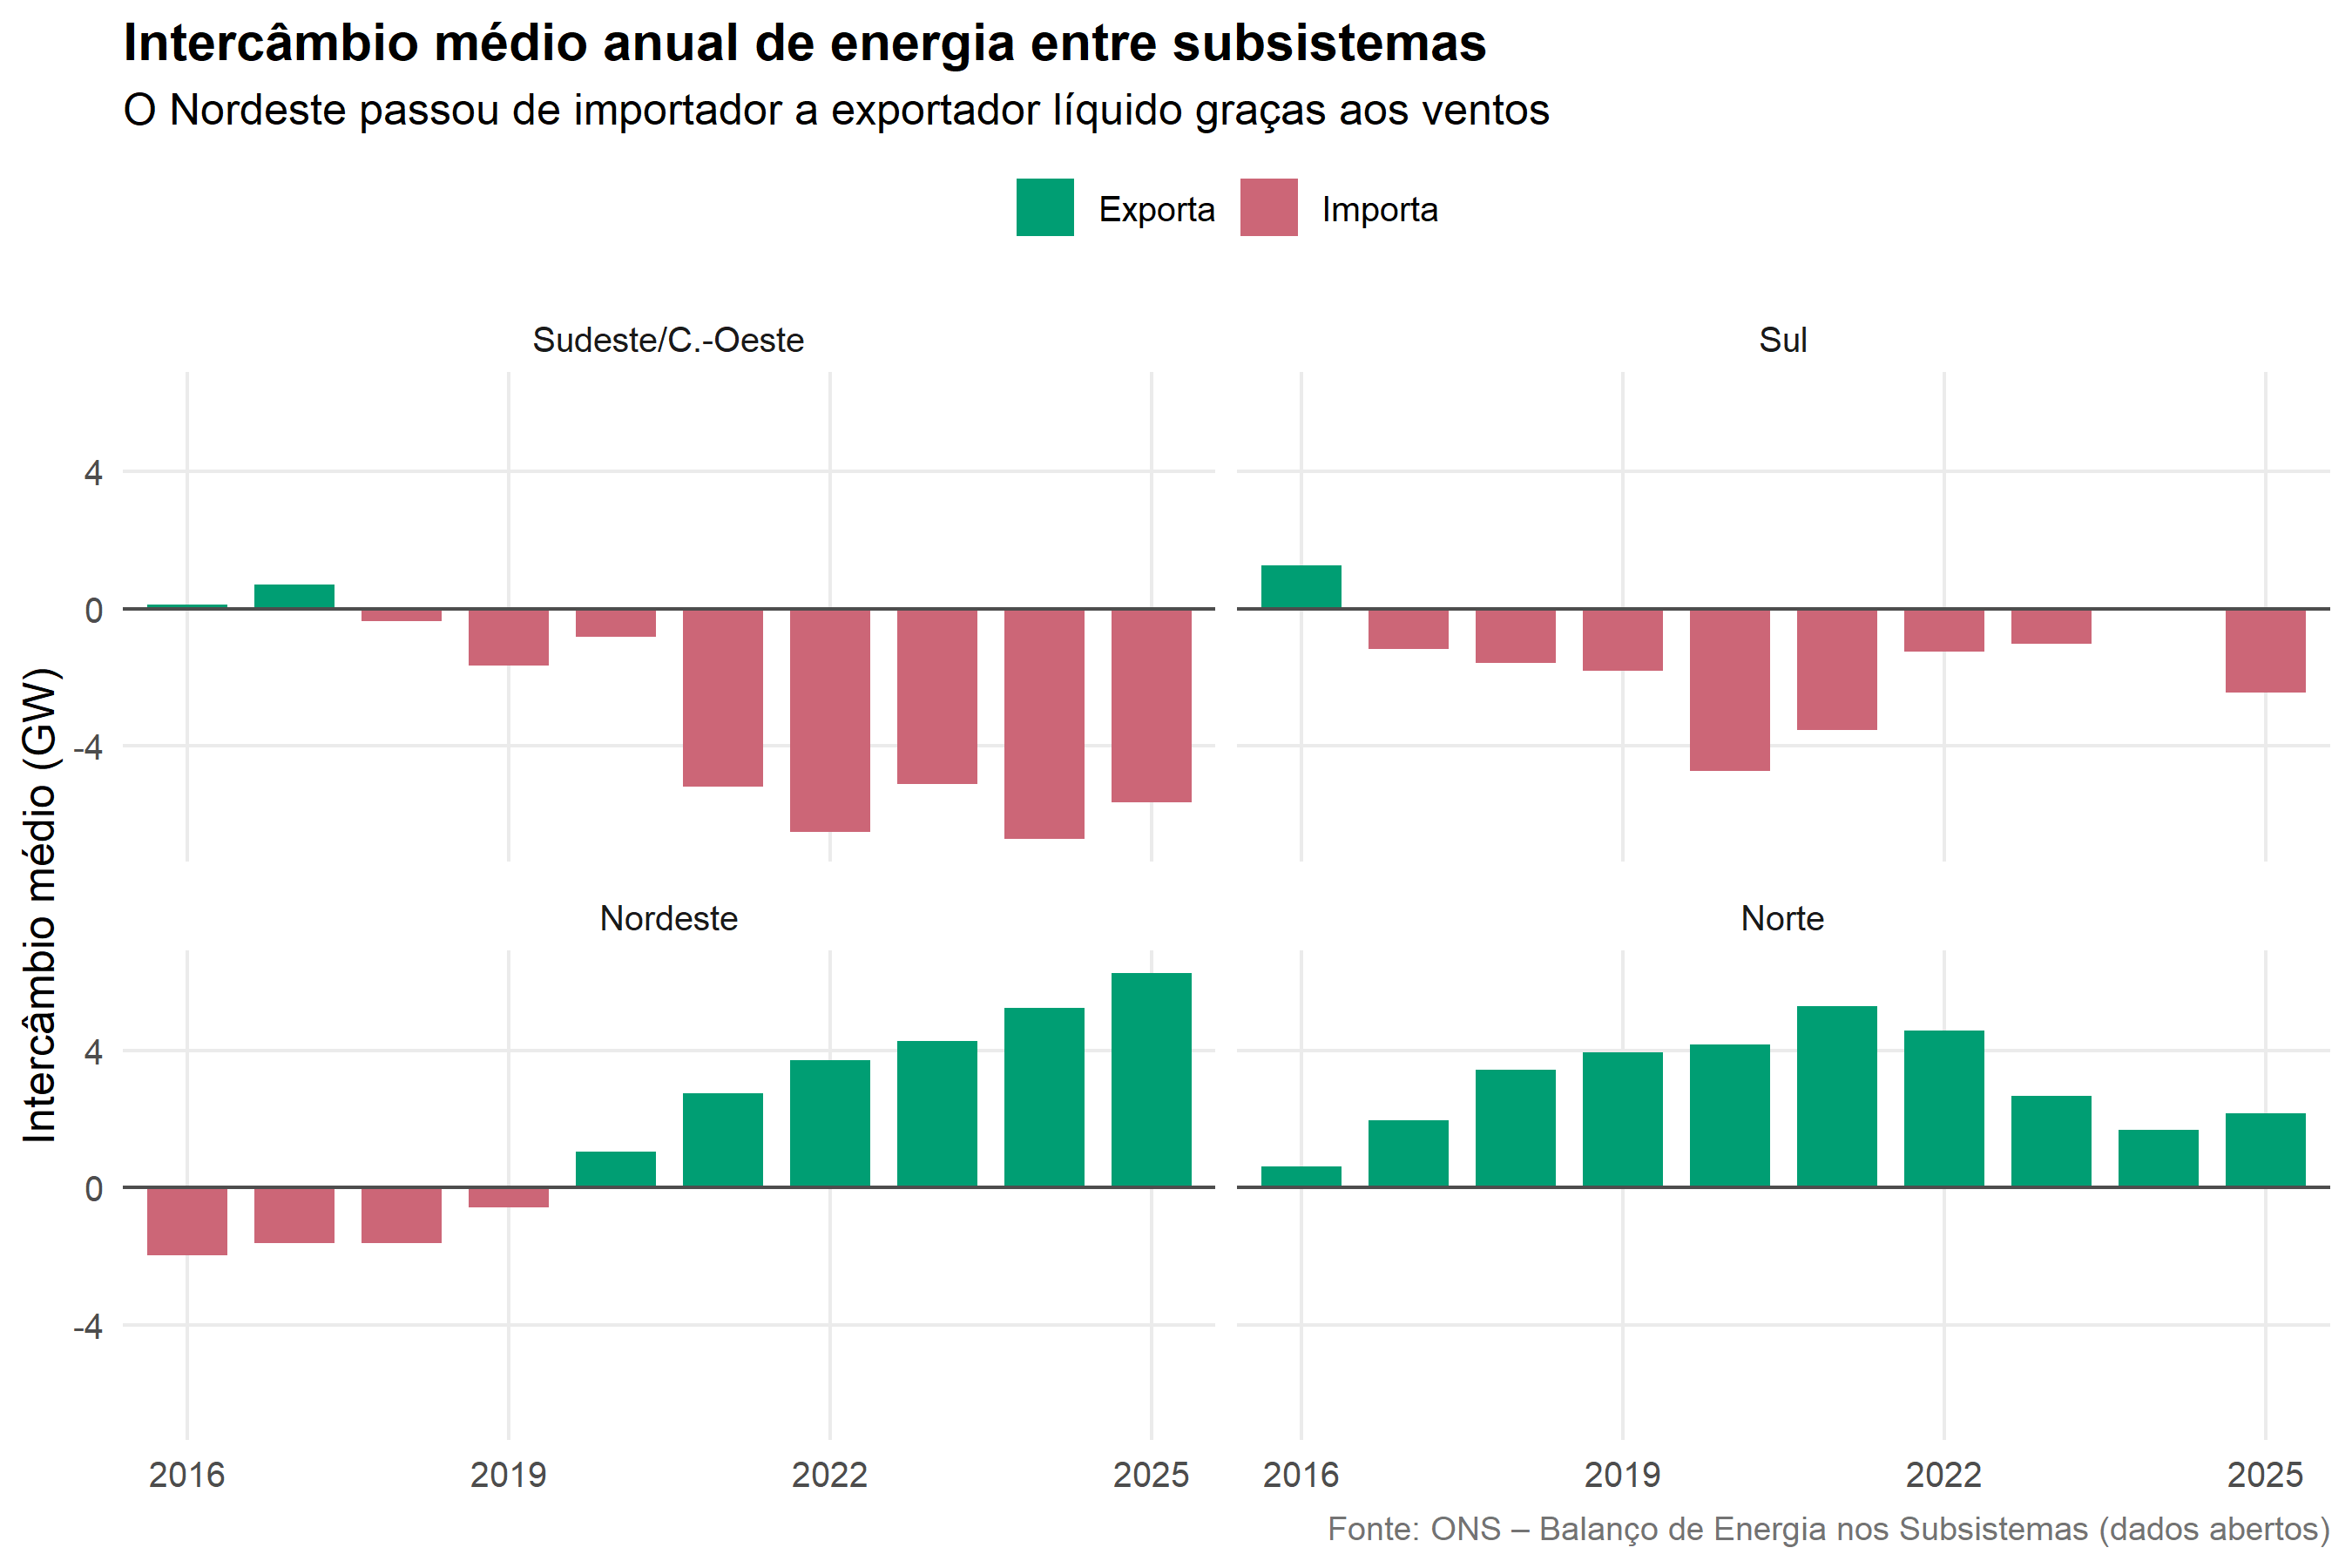 Intercâmbio médio anual de energia entre subsistemas
O Nordeste passou de importador a exportador líquido graças aos ventos
Exporta Importa
Sudeste/C.-Oeste Sul
4
0
-4
Intercâmbio médio (GW)
Nordeste Norte
4
0
-4
2016 2019 2022 2025 2016 2019 2022 2025
Fonte: ONS – Balanço de Energia nos Subsistemas (dados abertos)